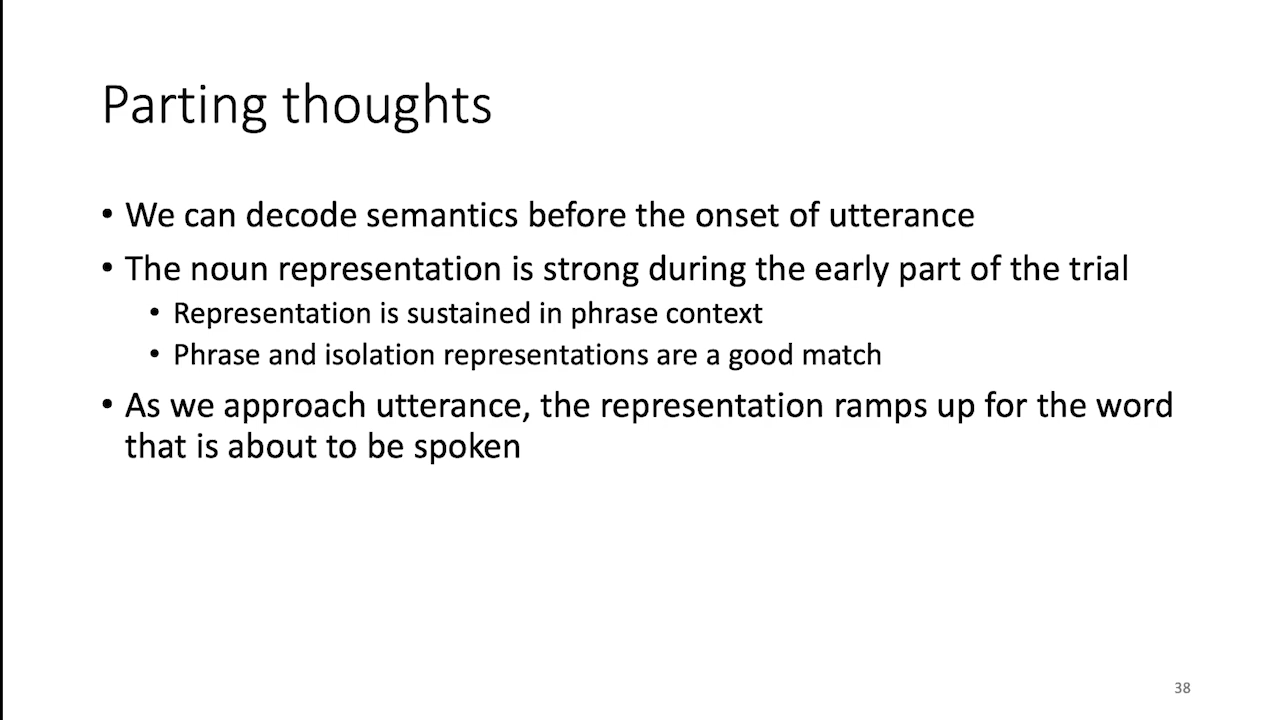 Parting thoughts
• We can decode semantics before the onset of utterance
• The noun representation is strong during the early part of the trial
• Representation is sustained in phrase context
• Phrase and isolation representations are a good match
• As we approach utterance, the representation ramps up for the word
that is about to be spoken
38